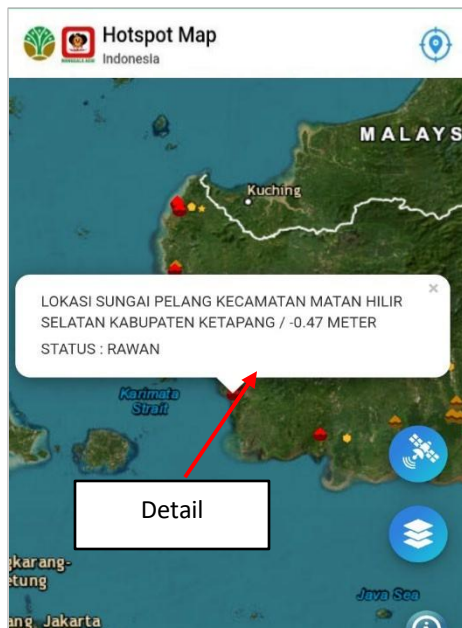 Hotspot Map
Indonesia
MALAYS
Kuching
×
LOKASI SUNGAI PELANG KECAMATAN MATAN HILIR
SELATAN KABUPATEN KETAPANG / -0.47 METER
STATUS : RAWAN
Karimata
Strait
Detail
gkarang-
etung
Java Sea
ang, Jakarta